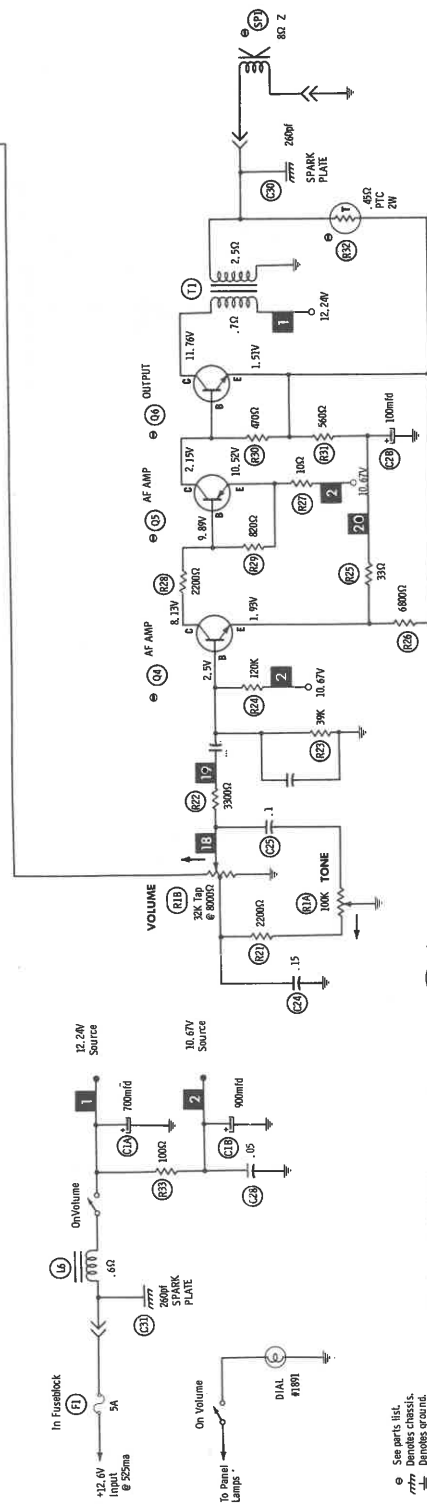 In Fuseblock
F1
5A
+12.6V
Input
@ 525ma
L6
.6Ω
260pf
SPARK
PLATE
C31
On Volume
1
12.24V
Source
C1A
+
700mfd
R33
100Ω
2
10.67V
Source
C1B
+
900mfd
C28
.05
On Volume
To Panel
Lamps
DIAL
#1891
⊖ See parts list.
Denotes chassis.
Denotes ground.
VOLUME
R1B
32K Tap
@ 8000Ω
18
R22
3300Ω
19
C24
.15
R21
2200Ω
C25
.1
R1A
100K
TONE
R23
39K
R24
120K
2
10.67V
AF AMP
⊖ Q4
2.5V
B
C
8.13V
E
1.93V
R28
2200Ω
AF AMP
⊖ Q5
9.89V
B
C
2.15V
E
10.52V
R29
820Ω
R27
10Ω
2
10.67V
20
R25
33Ω
R26
6800Ω
OUTPUT
⊖ Q6
B
C
11.76V
E
1.51V
R30
470Ω
R31
560Ω
C2B
+
100mfd
T1
.7Ω
2.5Ω
1
12.24V
C30
260pf
SPARK
PLATE
⊖
R32
T
.45Ω
PTC
2W
⊖ SP1
8Ω Z